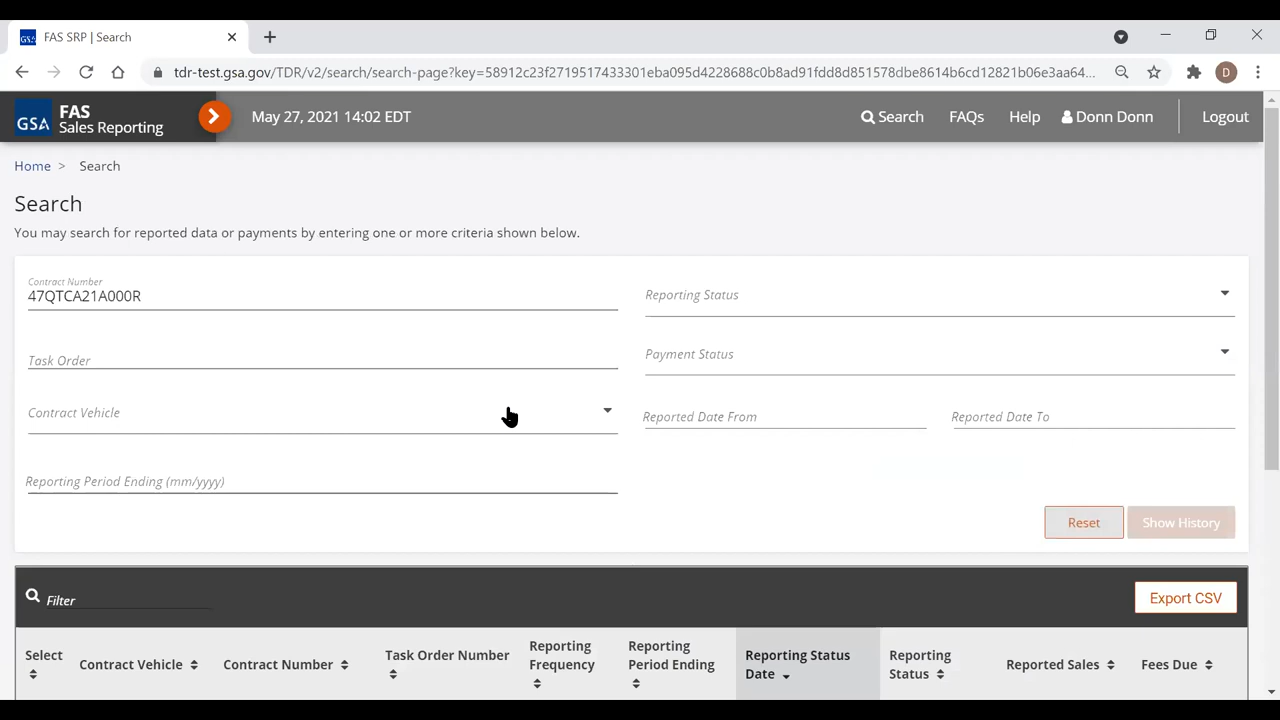 FAS SRP | Search
tdr-test.gsa.gov/TDR/v2/search/search-page?key=58912c23f2719517433301eba095d4228688c0b8ad91fdd8d851578dbe8614b6cd12821b06e3aa64...
D
GSA
FAS
Sales Reporting
May 27, 2021 14:02 EDT
Search
FAQs
Help
Donn Donn
Logout
Home > Search
Search
You may search for reported data or payments by entering one or more criteria shown below.
Contract Number
47QTCA21A000R
Reporting Status
Task Order
Payment Status
Contract Vehicle
Reported Date From
Reported Date To
Reporting Period Ending (mm/yyyy)
Reset
Show History
Filter
Export CSV
Select
Contract Vehicle
Contract Number
Task Order Number
Reporting
Frequency
Reporting
Period Ending
Reporting Status
Date
Reporting
Status
Reported Sales
Fees Due